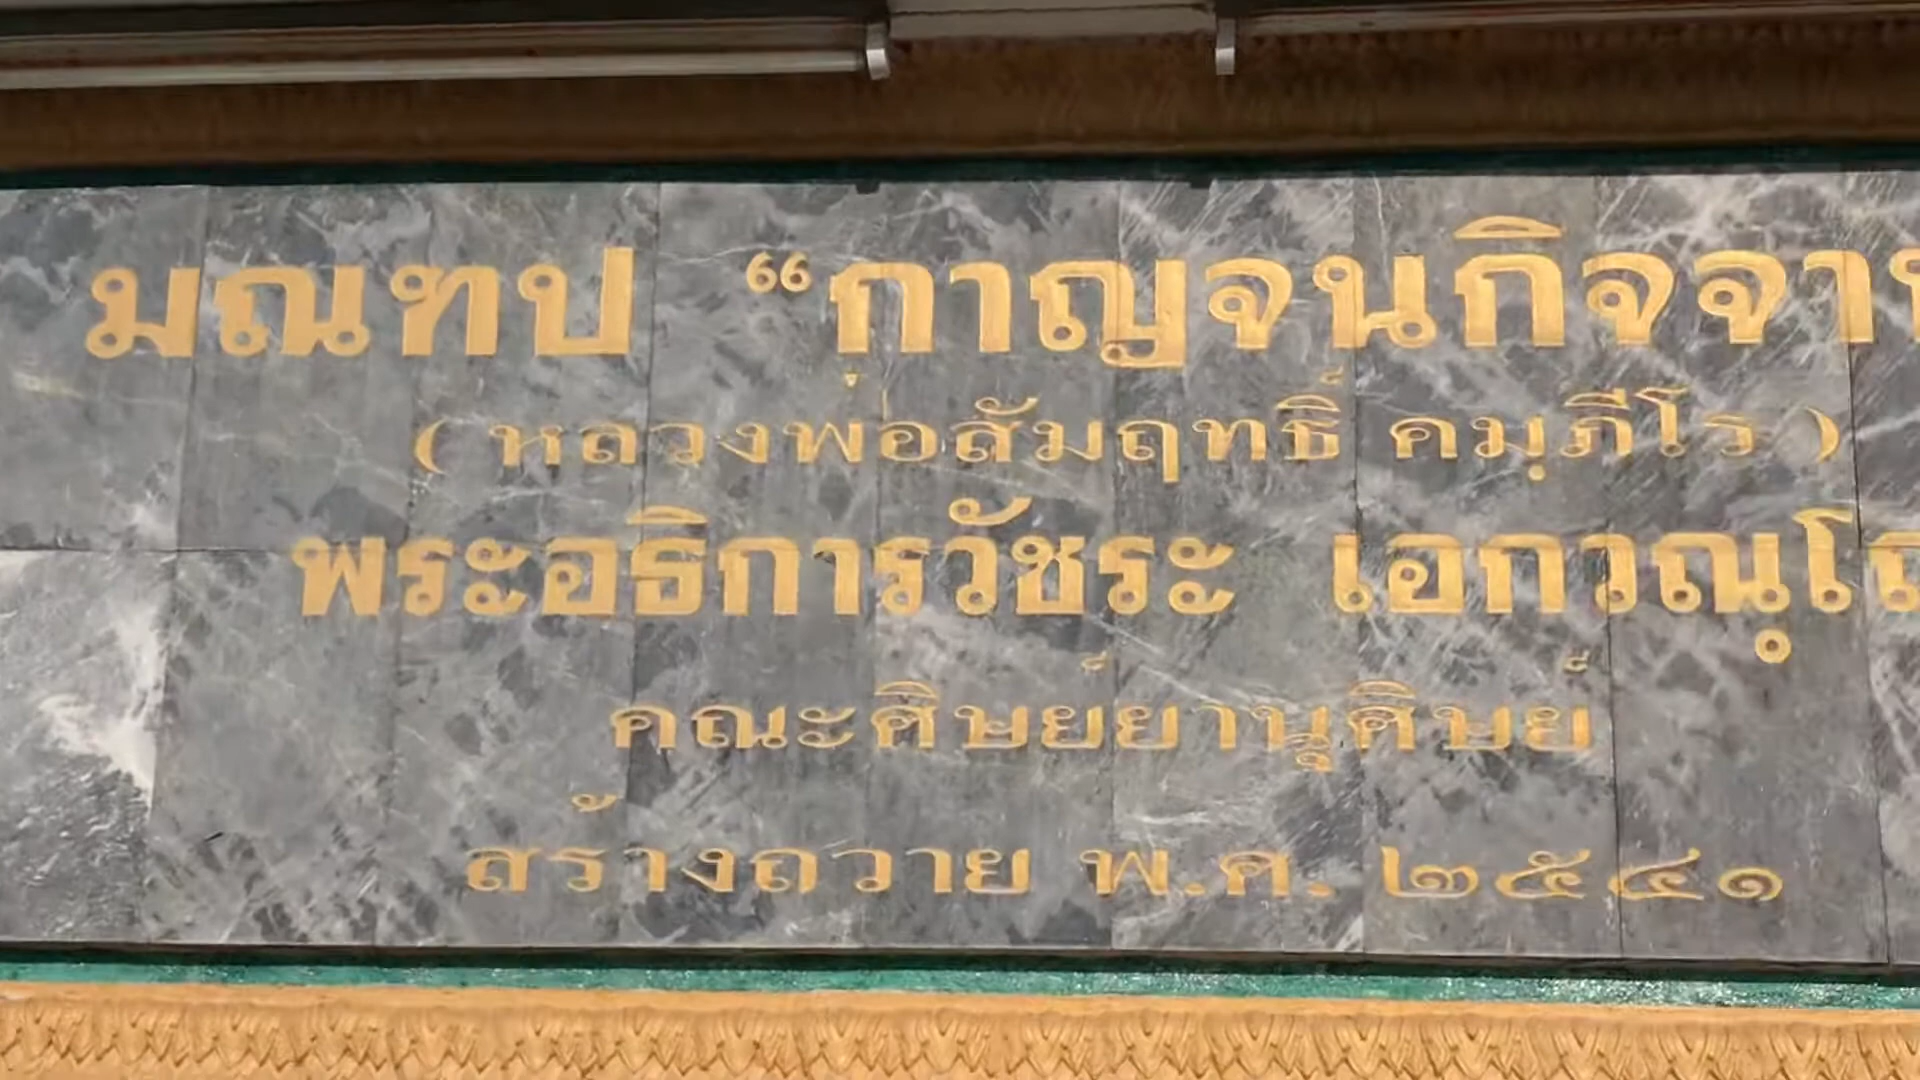 มณฑป “กาญจนกิจจา
(หลวงพ่อสัมฤทธิ์ คมฺภีโร)
พระอธิการวัชระ เอกวณฺโ
คณะศิษย์ยานุศิษย์
สร้างถวาย พ.ศ. ๒๕๕๑